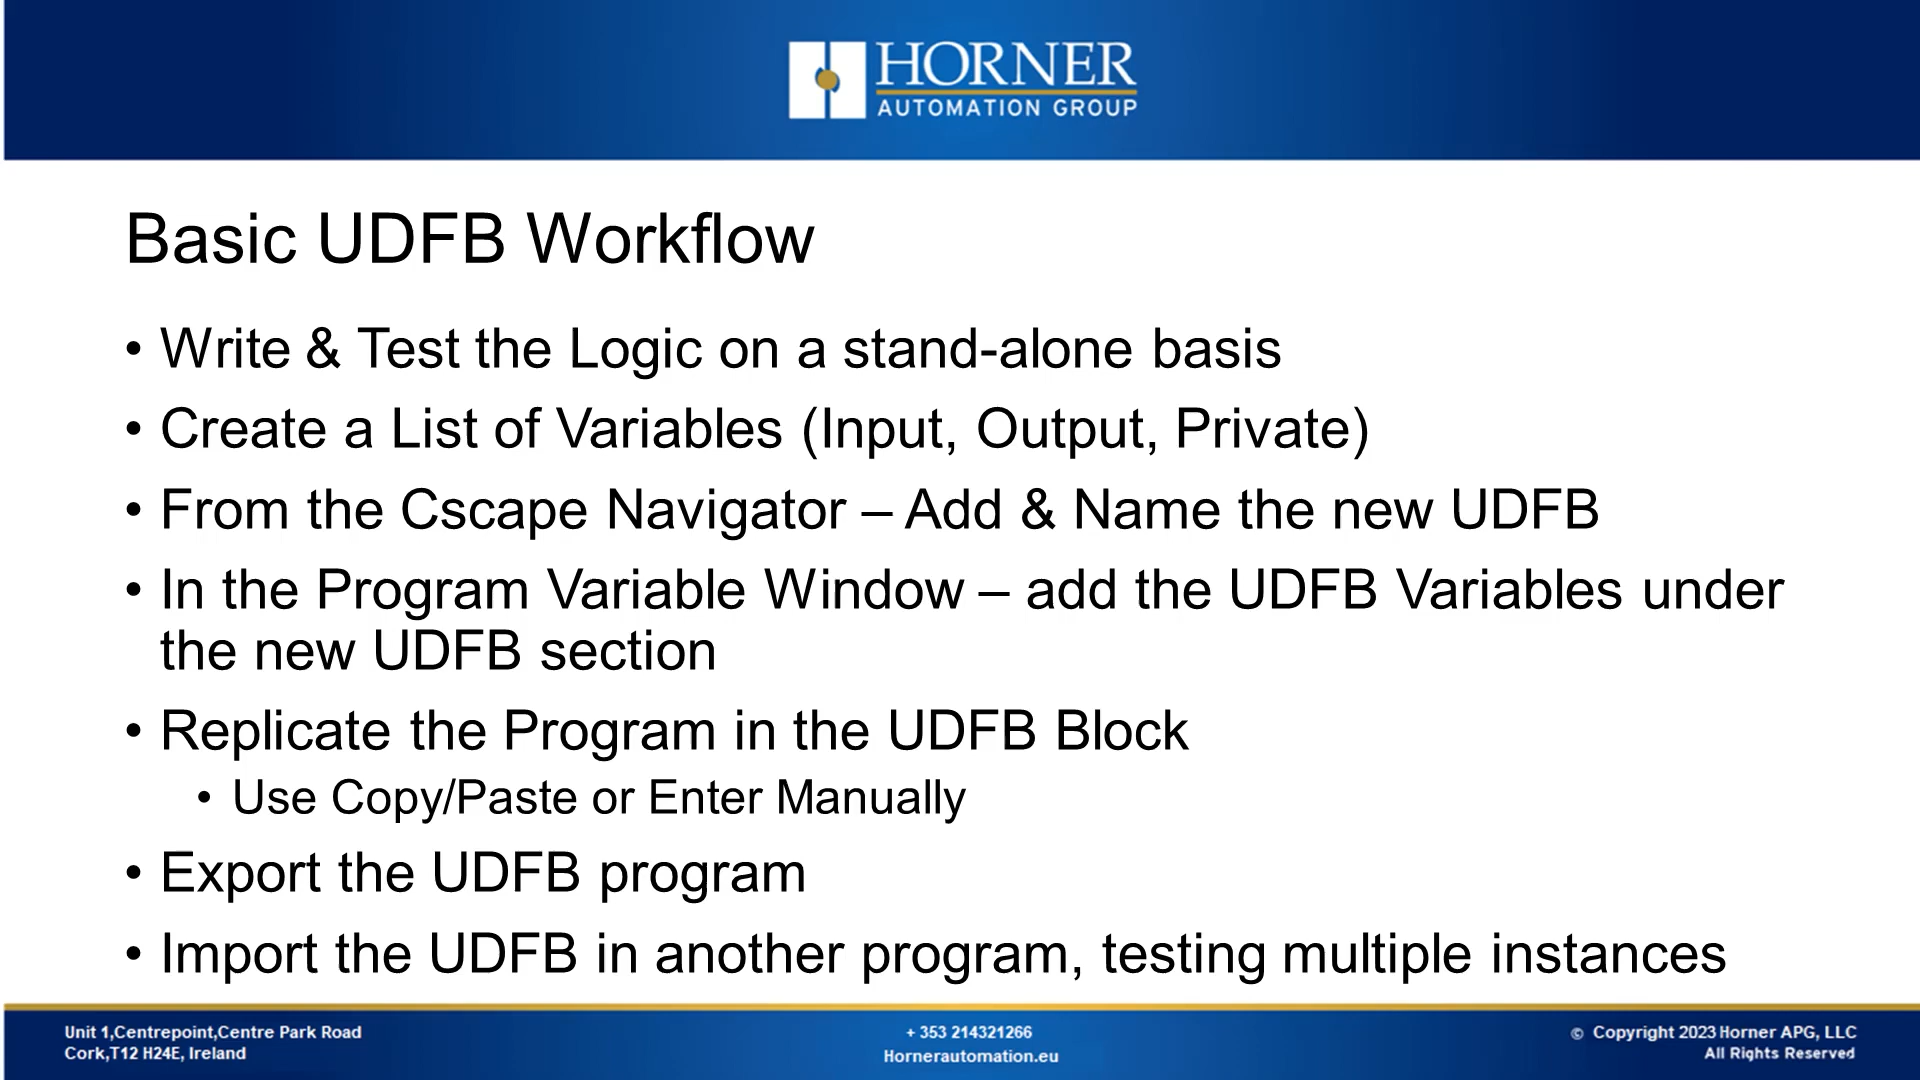 HORNER
AUTOMATION GROUP
Basic UDFB Workflow
• Write & Test the Logic on a stand-alone basis
• Create a List of Variables (Input, Output, Private)
• From the Cscape Navigator – Add & Name the new UDFB
• In the Program Variable Window – add the UDFB Variables under
the new UDFB section
• Replicate the Program in the UDFB Block
• Use Copy/Paste or Enter Manually
• Export the UDFB program
• Import the UDFB in another program, testing multiple instances
Unit 1,Centrepoint,Centre Park Road
Cork,T12 H24E, Ireland
+ 353 214321266
Hornerautomation.eu
© Copyright 2023 Horner APG, LLC
All Rights Reserved